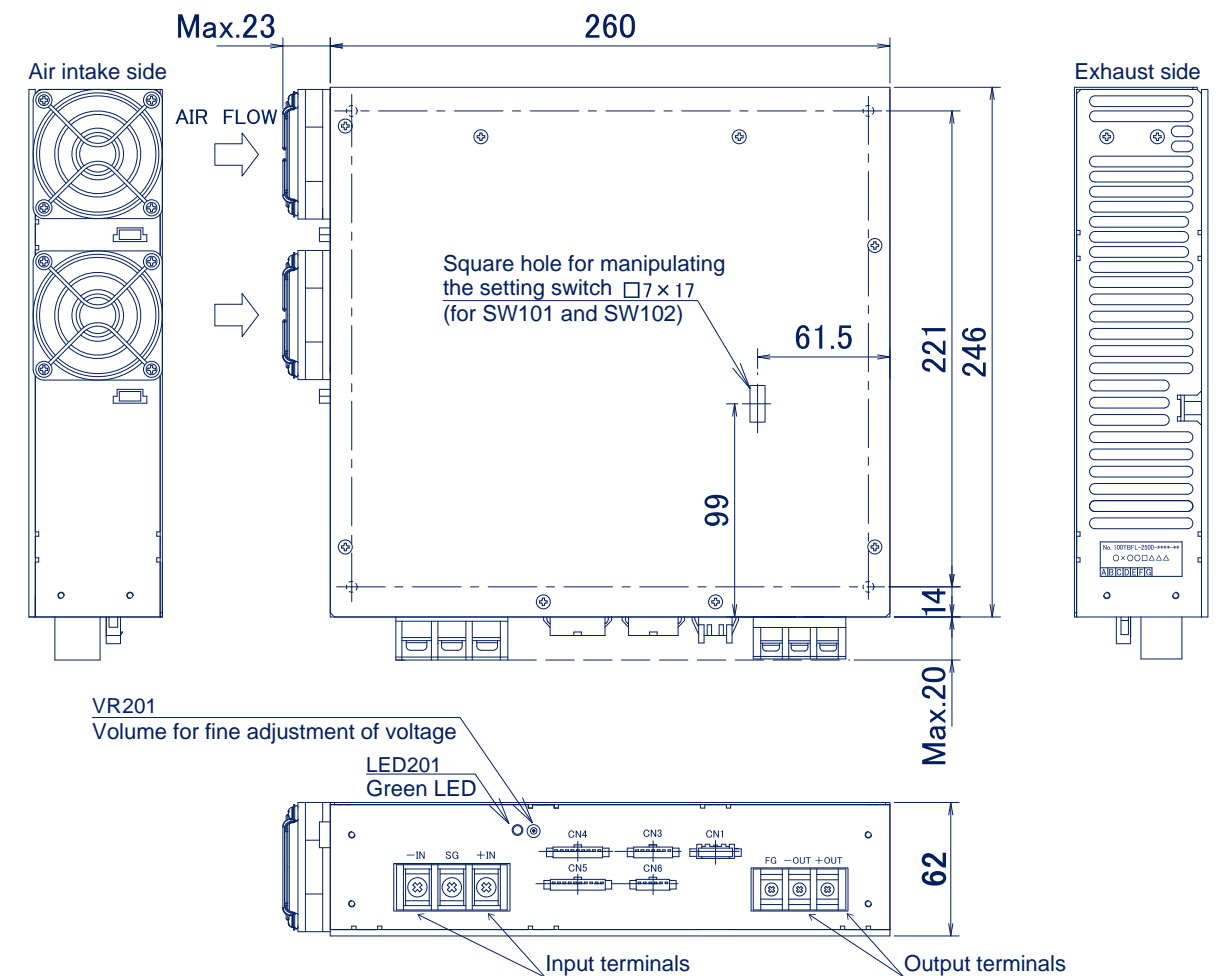 Max.23
260
Air intake side
Exhaust side
AIR FLOW
Square hole for manipulating
the setting switch □7×17
(for SW101 and SW102)
61.5
221
246
99
14
No. 100TBFL-2500-****-**
○×○○□△△△
A B C D E F G
Max.20
VR201
Volume for fine adjustment of voltage
LED201
Green LED
CN4 CN3 CN1
−IN SG +IN
CN5 CN6
FG −OUT +OUT
62
Input terminals
Output terminals